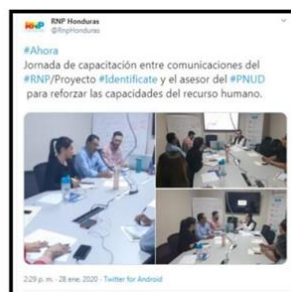 RNP Honduras
@RnpHonduras
#Ahora
Jornada de capacitación entre comunicaciones del
#RNP/Proyecto #Identificate y el asesor del #PNUD
para reforzar las capacidades del recurso humano.
2:29 p. m. - 28 ene. 2020 - Twitter for Android